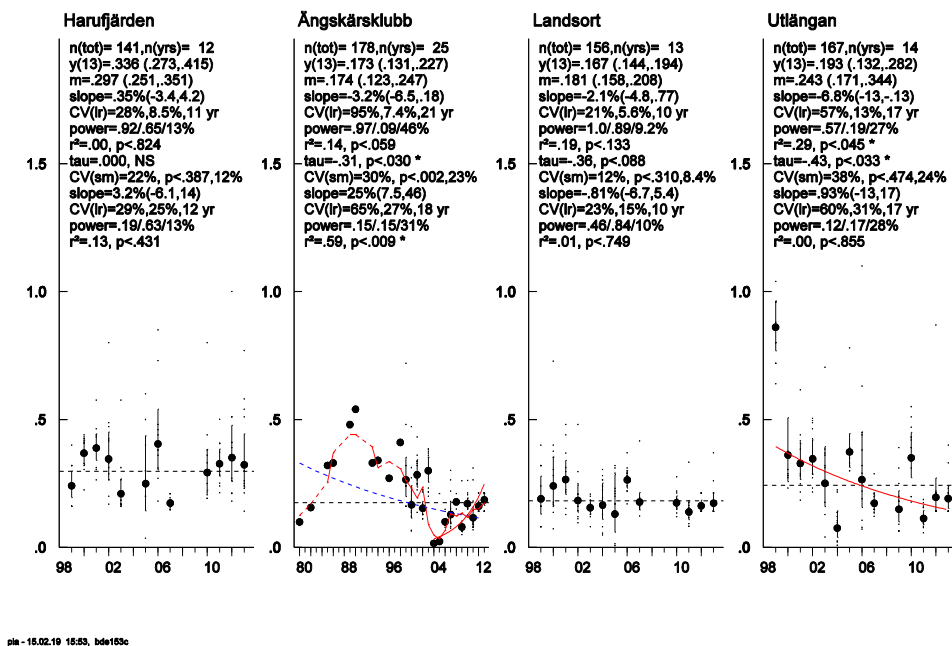 Harufjärden
n(tot)= 141,n(yrs)= 12
y(13)=.336 (.273,.415)
m=.297 (.251,.351)
slope=.35%(-3.4,4.2)
CV(lr)=28%,8.5%,11 yr
power=.92/.65/13%
r²=.00, p<.824
tau=.000, NS
CV(sm)=22%, p<.387,12%
slope=3.2%(-6.1,14)
CV(lr)=29%,25%,12 yr
power=.19/.63/13%
r²=.13, p<.431
1.5
1.0
.5
.0
98 02 06 10
Ängskärsklubb
n(tot)= 178,n(yrs)= 25
y(13)=.173 (.131,.227)
m=.174 (.123,.247)
slope=-3.2%(-6.5,.18)
CV(lr)=95%,7.4%,21 yr
power=.97/.09/46%
r²=.14, p<.059
tau=-.31, p<.030 *
CV(sm)=30%, p<.002,23%
slope=25%(7.5,46)
CV(lr)=65%,27%,18 yr
power=.15/.15/31%
r²=.59, p<.009 *
1.5
1.0
.5
.0
80 88 96 04 12
Landsort
n(tot)= 156,n(yrs)= 13
y(13)=.167 (.144,.194)
m=.181 (.158,.208)
slope=-2.1%(-4.8,.77)
CV(lr)=21%,5.6%,10 yr
power=1.0/.89/9.2%
r²=.19, p<.133
tau=-.36, p<.088
CV(sm)=12%, p<.310,8.4%
slope=-.81%(-6.7,5.4)
CV(lr)=23%,15%,10 yr
power=.46/.84/10%
r²=.01, p<.749
1.5
1.0
.5
.0
98 02 06 10
Utlängan
n(tot)= 167,n(yrs)= 14
y(13)=.193 (.132,.282)
m=.243 (.171,.344)
slope=-6.8%(-13,-.13)
CV(lr)=57%,13%,17 yr
power=.57/.19/27%
r²=.29, p<.045 *
tau=-.43, p<.033 *
CV(sm)=38%, p<.474,24%
slope=.93%(-13,17)
CV(lr)=60%,31%,17 yr
power=.12/.17/28%
r²=.00, p<.855
1.5
1.0
.5
.0
98 02 06 10
pia - 15.02.19 15:53, bde153c